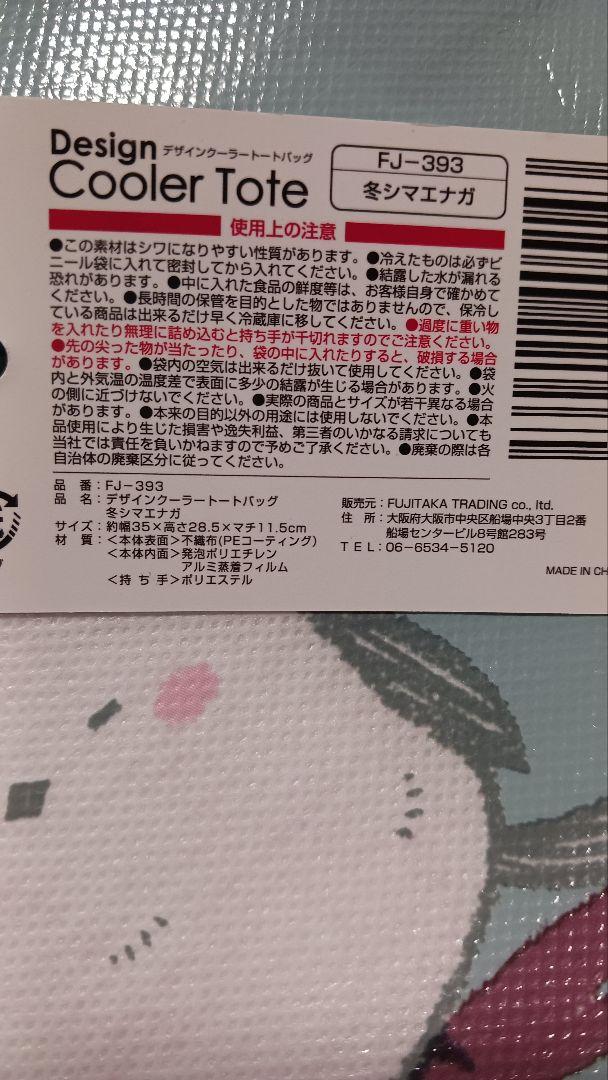 Design デザインクーラートートバッグ
Cooler Tote
FJ-393
冬シマエナガ
使用上の注意
●この素材はシワになりやすい性質があります。●冷えたものは必ずビ
ニール袋に入れて密封してから入れてください。●結露した水が漏れる
恐れがあります。●中に入れた食品の鮮度等は、お客様自身で確かめて
ください。●長時間の保管を目的とした物ではありませんので、保冷し
ている商品は出来るだけ早く冷蔵庫に移してください。●過度に重い物
を入れたり無理に詰め込むと持ち手が千切れますのでご注意ください。
●先の尖った物が当たったり、袋の中に入れたりすると、破損する場合
があります。●袋内の空気は出来るだけ抜いて使用してください。●袋
内と外気温の温度差で表面に多少の結露が生じる場合があります。●火
の側に近づけないでください。●実際の商品とサイズが若干異なる場合
があります。●本来の目的以外の用途には使用しないでください。●本
品使用により生じた損害や逸失利益、第三者のいかなる請求についても
当社では責任を負いかねますので予めご了承ください。●廃棄の際は各
自治体の廃棄区分に従ってください。
品 番：FJ-393
品 名：デザインクーラートートバッグ
冬シマエナガ
サイズ：約幅35×高さ28.5×マチ11.5cm
材 質：＜本体表面＞不織布(PEコーティング)
＜本体内面＞発泡ポリエチレン
アルミ蒸着フィルム
＜持 ち 手＞ポリエステル
販売元：FUJITAKA TRADING co., ltd.
住 所：大阪府大阪市中央区船場中央3丁目2番
船場センタービル8号館283号
TEL：06-6534-5120
MADE IN CH